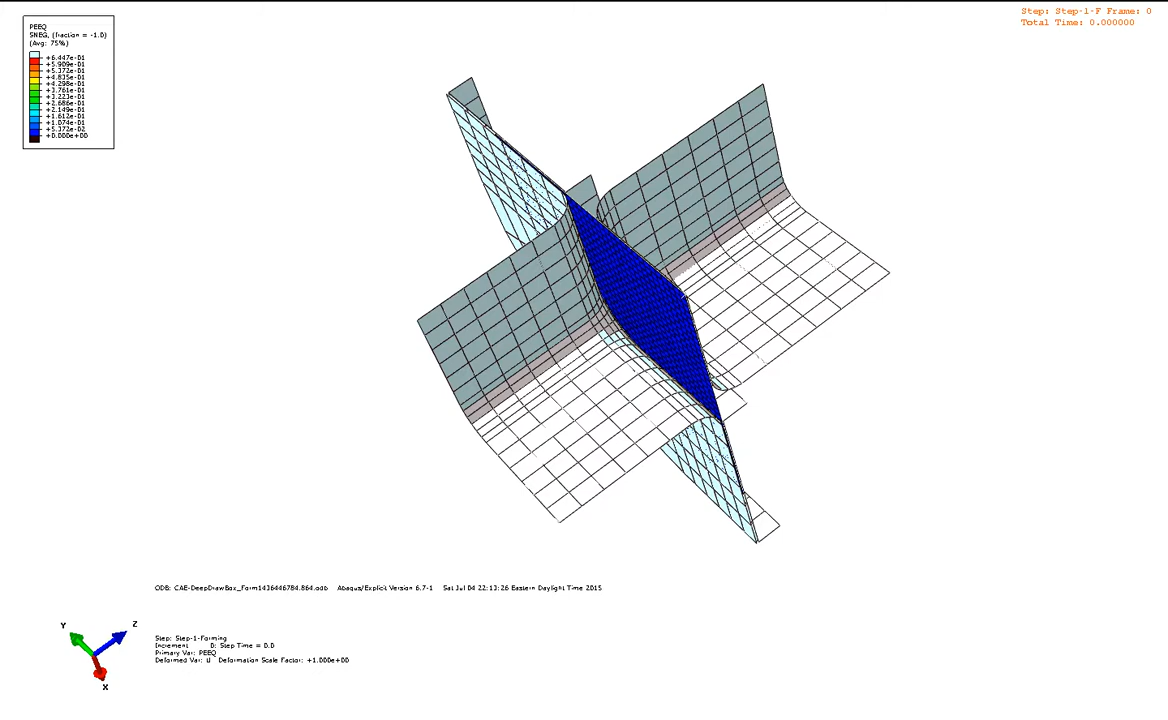 Step: Step-1-F Frame: 0
Total Time: 0.000000
PEEQ
SNEG, (fraction = -1.0)
(Avg: 75%)
+6.447e-01
+5.909e-01
+5.372e-01
+4.835e-01
+4.298e-01
+3.761e-01
+3.223e-01
+2.686e-01
+2.149e-01
+1.612e-01
+1.074e-01
+5.372e-02
+0.000e+00
ODB: CAE-DeepDrawBox_Form1436446784.864.odb Abaqus/Explicit Version 6.7-1 Sat Jul 04 22:13:26 Eastern Daylight Time 2015
Y
Z
X
Step: Step-1-Forming
Increment 0: Step Time = 0.0
Primary Var: PEEQ
Deformed Var: U Deformation Scale Factor: +1.000e+00